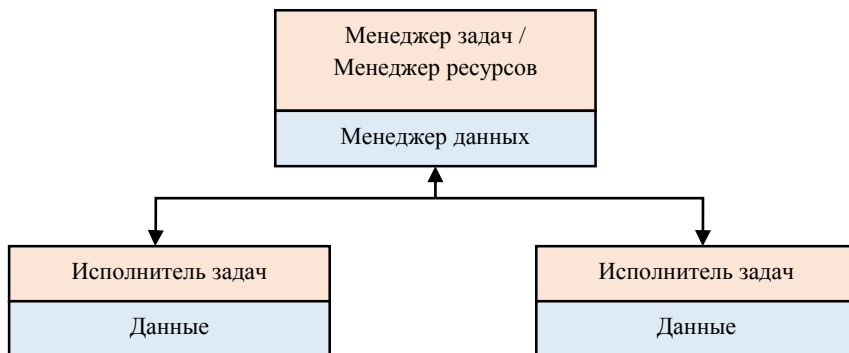 Менеджер задач /
Менеджер ресурсов
Менеджер данных
Исполнитель задач
Данные
Исполнитель задач
Данные